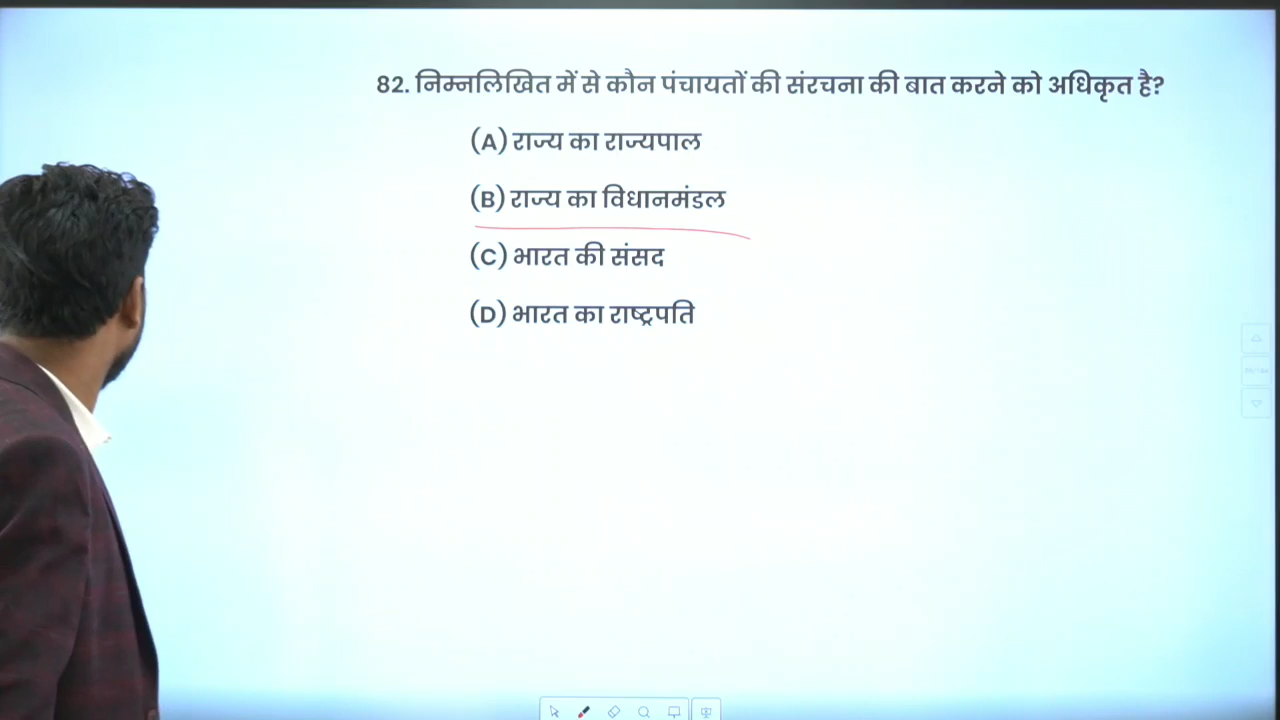 82. निम्नलिखित में से कौन पंचायतों की संरचना की बात करने को अधिकृत है?
(A) राज्य का राज्यपाल
(B) राज्य का विधानमंडल
(C) भारत की संसद
(D) भारत का राष्ट्रपति